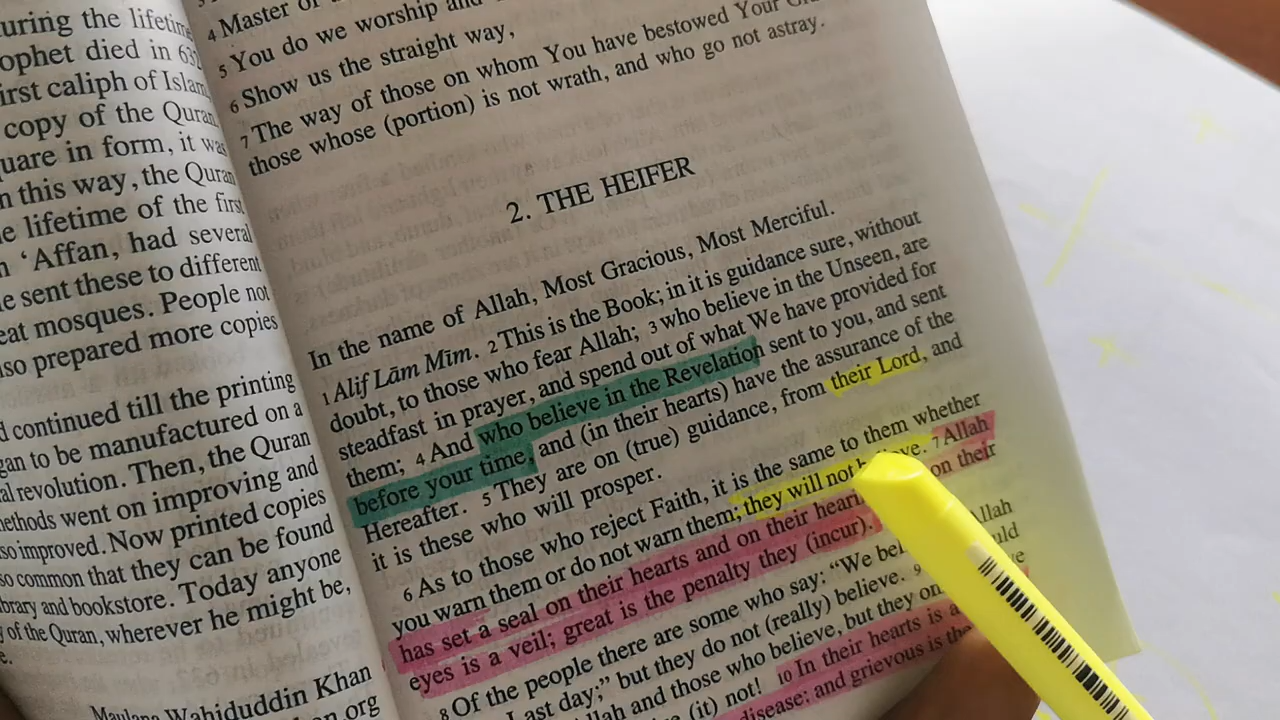 uring the lifetime
ophet died in 632
irst caliph of Islam
copy of the Quran
uare in form, it was
n this way, the Quran
e lifetime of the first
n ‘Affan, had several
e sent these to different
eat mosques. People not
lso prepared more copies
d continued till the printing
gan to be manufactured on a
al revolution. Then, the Quran
methods went on improving and
so improved. Now printed copies
so common that they can be found
ibrary and bookstore. Today anyone
y of the Quran, wherever he might be,
e.
Maulana Wahiduddin Khan
n.org
4 Master of
5 You do we worship and
6 Show us the straight way,
7 The way of those on whom You have bestowed Your
those whose (portion) is not wrath, and who go not astray.
2. THE HEIFER
In the name of Allah, Most Gracious, Most Merciful.
1 Alif Lām Mīm. 2 This is the Book; in it is guidance sure, without
doubt, to those who fear Allah; 3 who believe in the Unseen, are
steadfast in prayer, and spend out of what We have provided for
them; 4 And who believe in the Revelation sent to you, and sent
before your time, and (in their hearts) have the assurance of the
Hereafter. 5 They are on (true) guidance, from their Lord, and
it is these who will prosper.
6 As to those who reject Faith, it is the same to them whether
you warn them or do not warn them; they will not 7 Allah
has set a seal on their hearts and on their on their
eyes is a veil; great is the penalty they (incur).
8 Of the people there are some who say: “We Allah
Last day;” but they do not (really) believe. 9
Allah and those who believe, but they
(it) not! 10 In their hearts is a
disease; and grievous is the